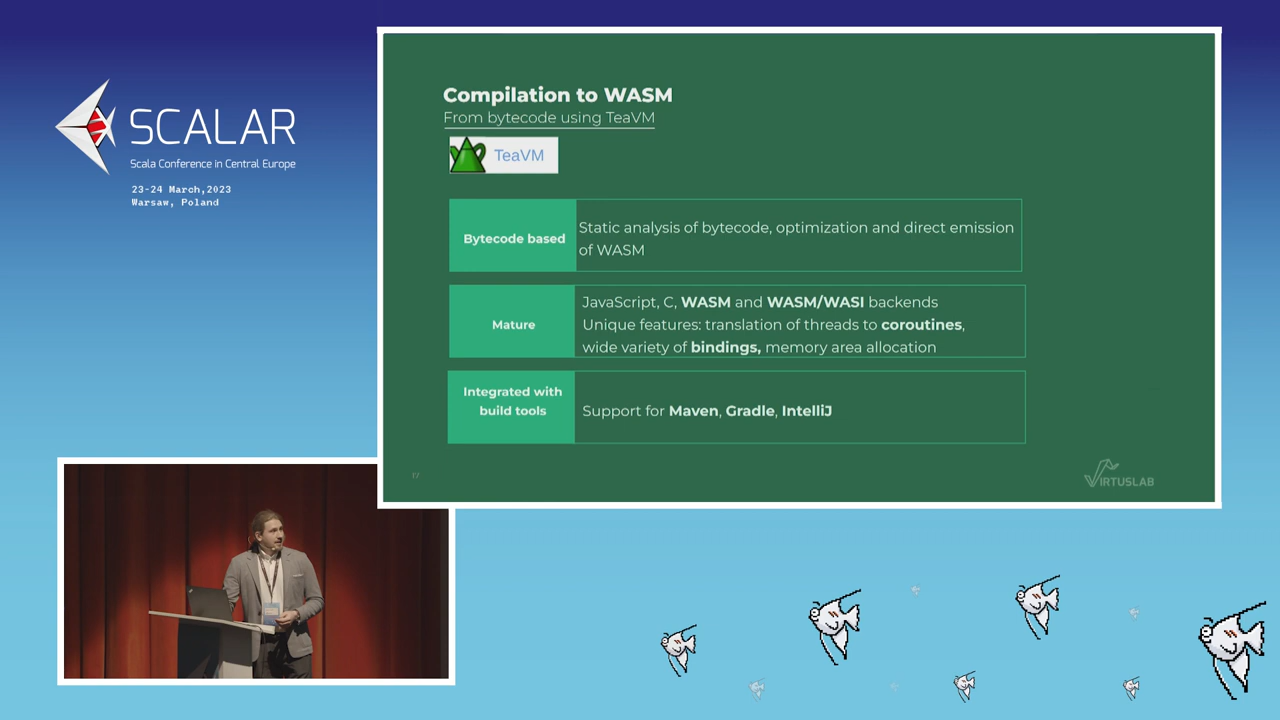 SCALAR
Scala Conference in Central Europe
23-24 March,2023
Warsaw, Poland
Compilation to WASM
From bytecode using TeaVM
TeaVM
Bytecode based
Static analysis of bytecode, optimization and direct emission
of WASM
Mature
JavaScript, C, WASM and WASM/WASI backends
Unique features: translation of threads to coroutines,
wide variety of bindings, memory area allocation
Integrated with
build tools
Support for Maven, Gradle, IntelliJ
17
VIRTUSLAB